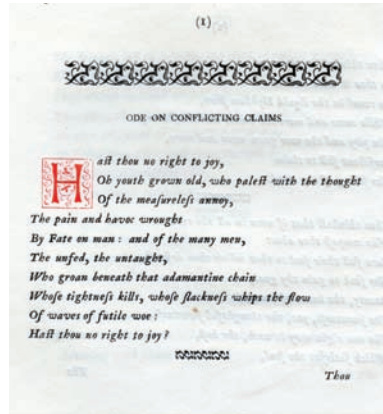 (1)
ODE ON CONFLICTING CLAIMS
Haſt thou no right to joy,
Oh youth grown old, who paleſt with the thought
Of the meaſureleſs annoy,
The pain and havoc wrought
By Fate on man: and of the many men,
The unfed, the untaught,
Who groan beneath that adamantine chain
Whoſe tightneſs kills, whoſe ſlackneſs whips the flow
Of waves of futile woe:
Haſt thou no right to joy?
Thou